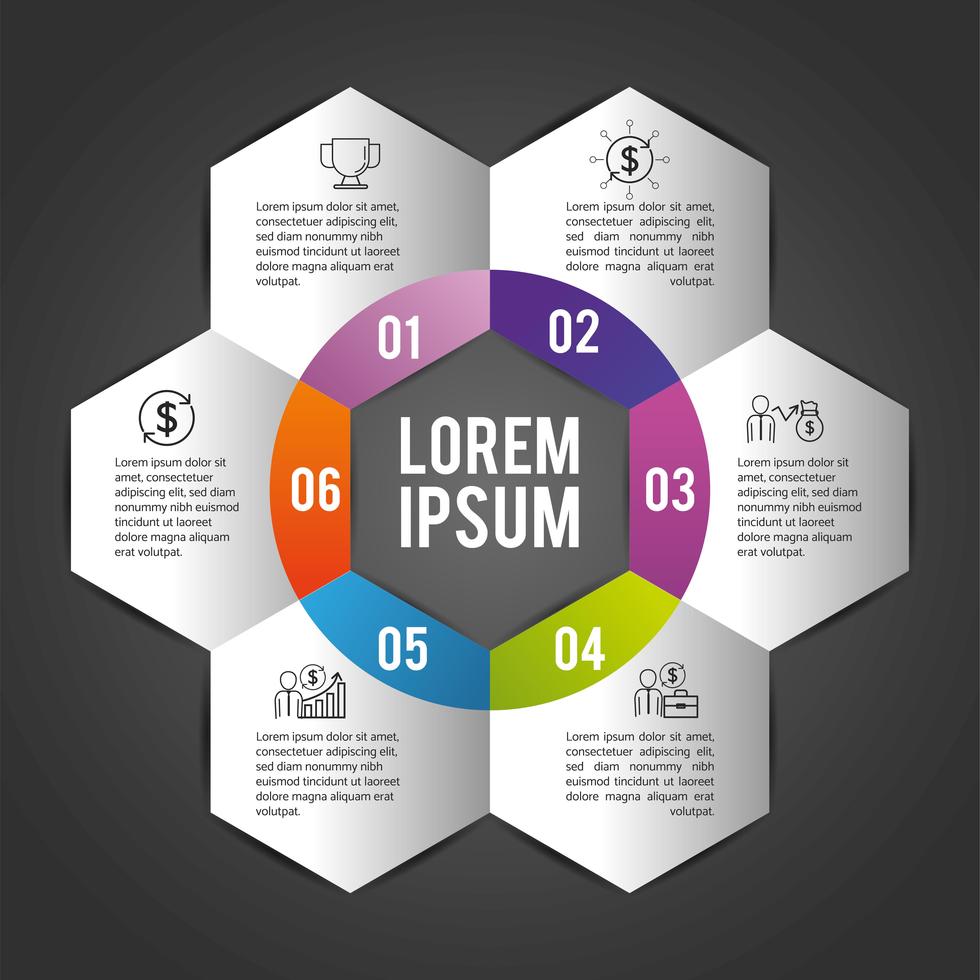 LOREM
IPSUM
01
Lorem ipsum dolor sit amet,
consectetuer adipiscing elit,
sed diam nonummy nibh
euismod tincidunt ut laoreet
dolore magna aliquam erat
volutpat.
02
$
Lorem ipsum dolor sit amet,
consectetuer adipiscing elit,
sed diam nonummy nibh
euismod tincidunt ut laoreet
dolore magna aliquam erat
volutpat.
03
$
Lorem ipsum dolor sit
amet, consectetuer
adipiscing elit, sed diam
nonummy nibh euismod
tincidunt ut laoreet
dolore magna aliquam
erat volutpat.
04
$
Lorem ipsum dolor sit amet,
consectetuer adipiscing elit,
sed diam nonummy nibh
euismod tincidunt ut laoreet
dolore magna aliquam erat
volutpat.
05
$
Lorem ipsum dolor sit amet,
consectetuer adipiscing elit,
sed diam nonummy nibh
euismod tincidunt ut laoreet
dolore magna aliquam erat
volutpat.
06
$
Lorem ipsum dolor sit
amet, consectetuer
adipiscing elit, sed diam
nonummy nibh euismod
tincidunt ut laoreet
dolore magna aliquam
erat volutpat.